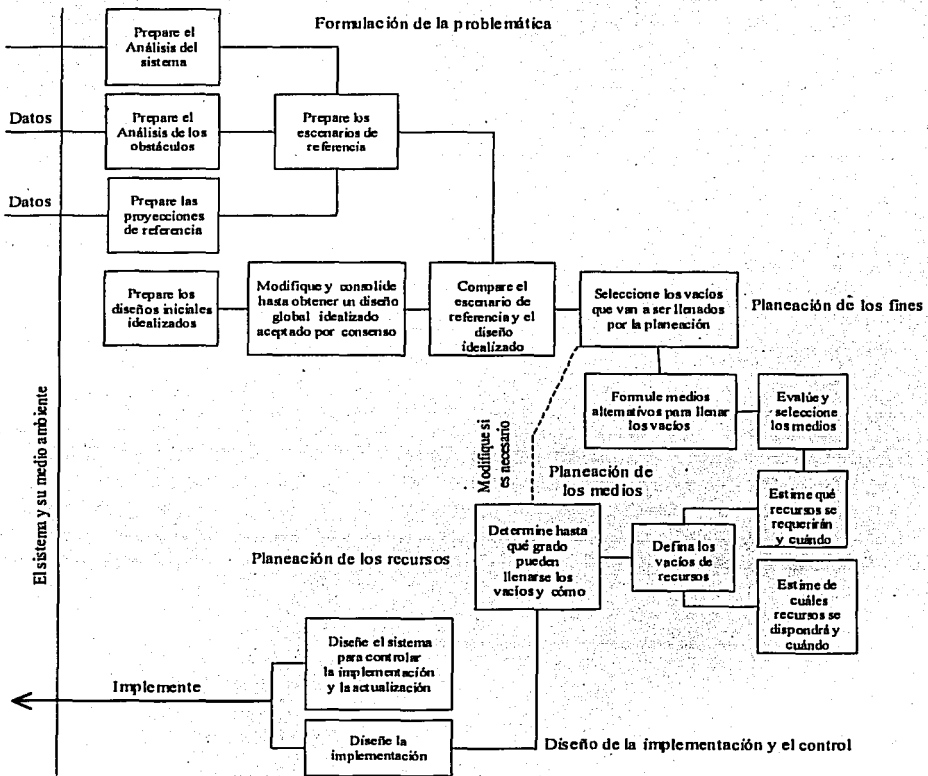 Formulación de la problemática
Prepare el
Análisis del
sistema
Datos
Prepare el
Análisis de los
obstáculos
Prepare los
escenarios de
referencia
Datos
Prepare las
proyecciones
de referencia
Prepare los
diseños iniciales
idealizados
Modifique y consolide
hasta obtener un diseño
global idealizado
aceptado por consenso
Compare el
escenario de
referencia y el
diseño
idealizado
Seleccione los vacíos
que van a ser llenados
por la planeación
Planeación de los fines
Formule medios
alternativos para llenar
los vacíos
Evalúe y
seleccione
los medios
El sistema y su medio ambiente
Modifique si
es necesario
Planeación de
los medios
Estime qué
recursos se
requerirán
y cuándo
Planeación de los recursos
Determine hasta
qué grado
pueden
llenarse los
vacíos y cómo
Defina los
vacíos de
recursos
Estime de
cuáles
recursos se
dispondrá y
cuándo
Diseñe el sistema
para controlar
la implementación
y la actualización
Implemente
Diseñe la
implementación
Diseño de la implementación y el control